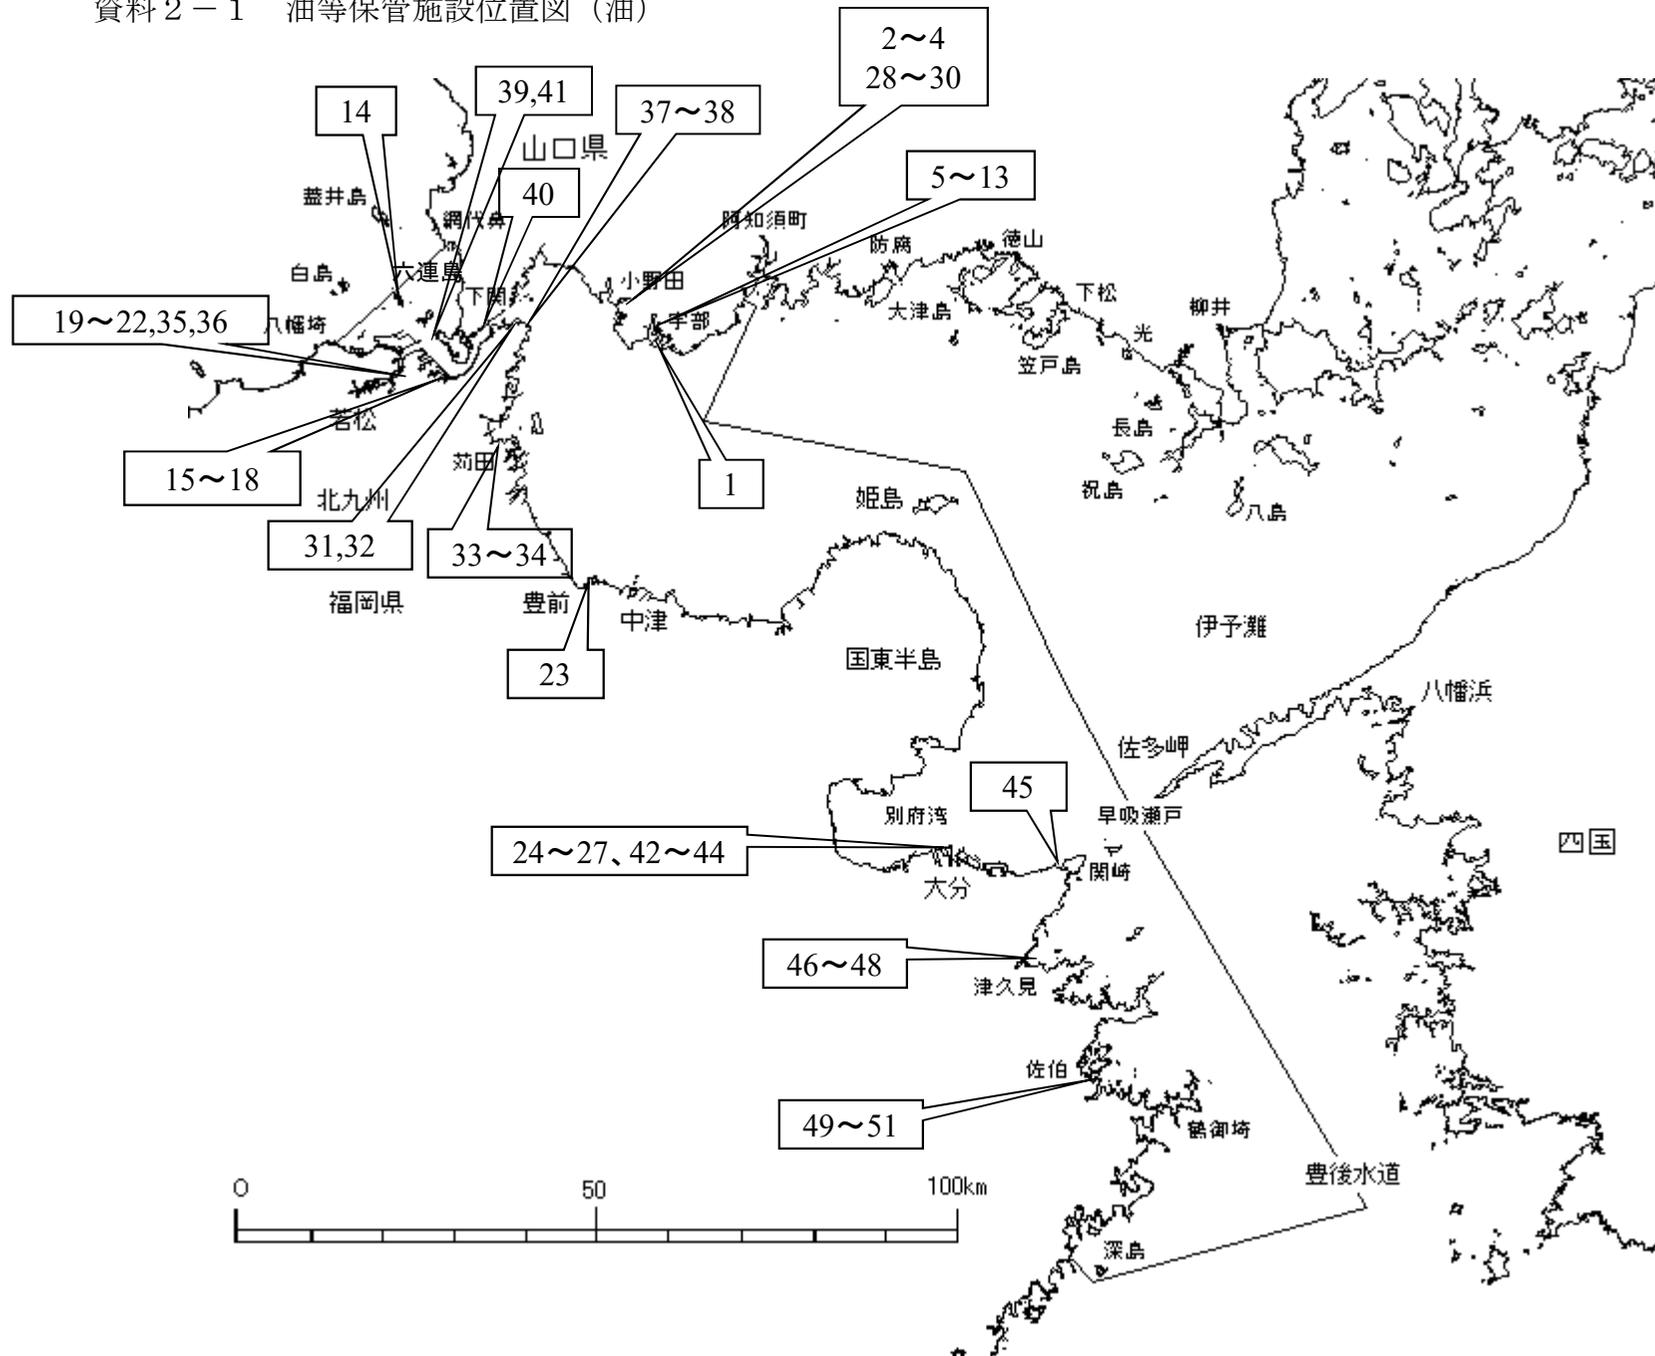 資料２－１　油等保管施設位置図（油）
2～4
28～30
39,41
14
37～38
山口県
5～13
40
蓋井島
網代鼻
阿知須町
防腐
徳山
白島
六連島
小野田
下関
大津島
下松
19～22,35,36
八幡埼
宇部
柳井
光
笠戸島
若松
長島
苅田
15～18
1
祝島
北九州
姫島
八島
31,32
33～34
福岡県
豊前
中津
伊予灘
国東半島
23
八幡浜
佐多岬
45
別府湾
早吸瀬戸
四国
24～27、42～44
関崎
大分
46～48
津久見
佐伯
49～51
鶴御埼
豊後水道
0
50
100km
深島